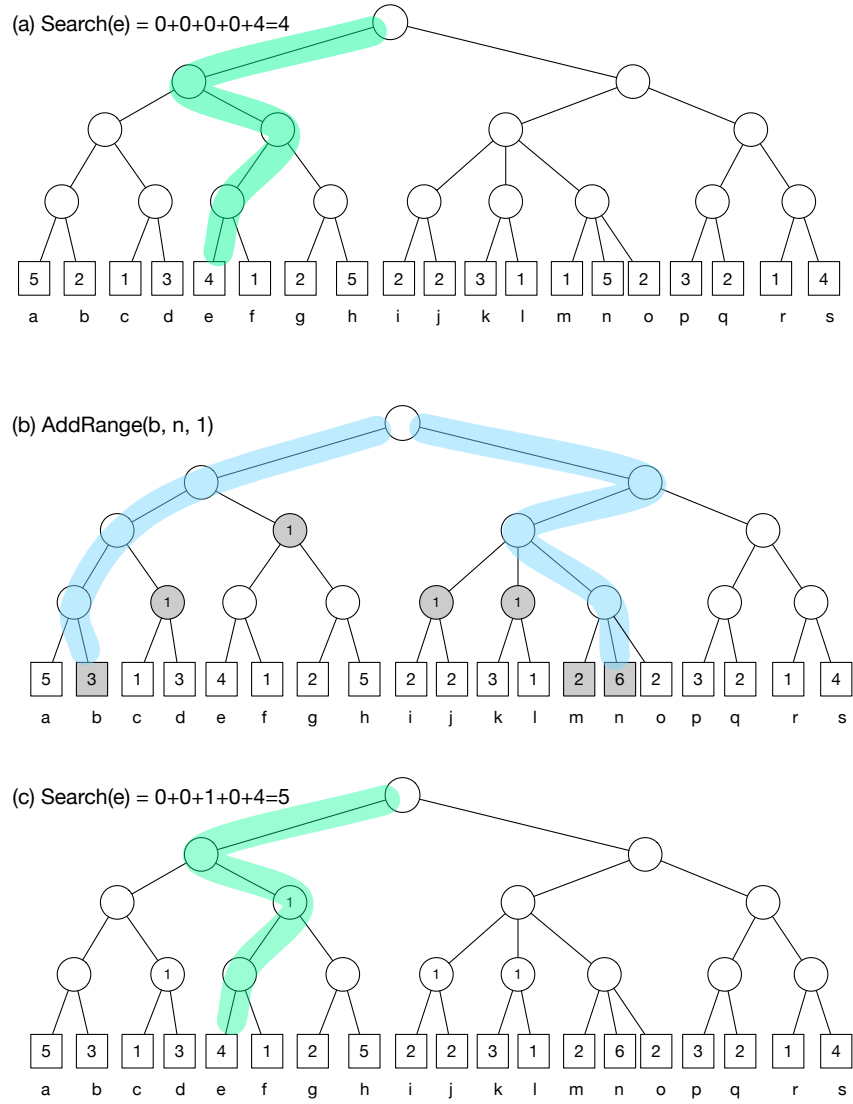 (a) Search(e) = 0+0+0+0+4=4
5 2 1 3 4 1 2 5 2 2 3 1 1 5 2 3 2 1 4
a b c d e f g h i j k l m n o p q r s
(b) AddRange(b, n, 1)
1
1 1 1
5 3 1 3 4 1 2 5 2 2 3 1 2 6 2 3 2 1 4
a b c d e f g h i j k l m n o p q r s
(c) Search(e) = 0+0+1+0+4=5
1
1 1 1
5 3 1 3 4 1 2 5 2 2 3 1 2 6 2 3 2 1 4
a b c d e f g h i j k l m n o p q r s